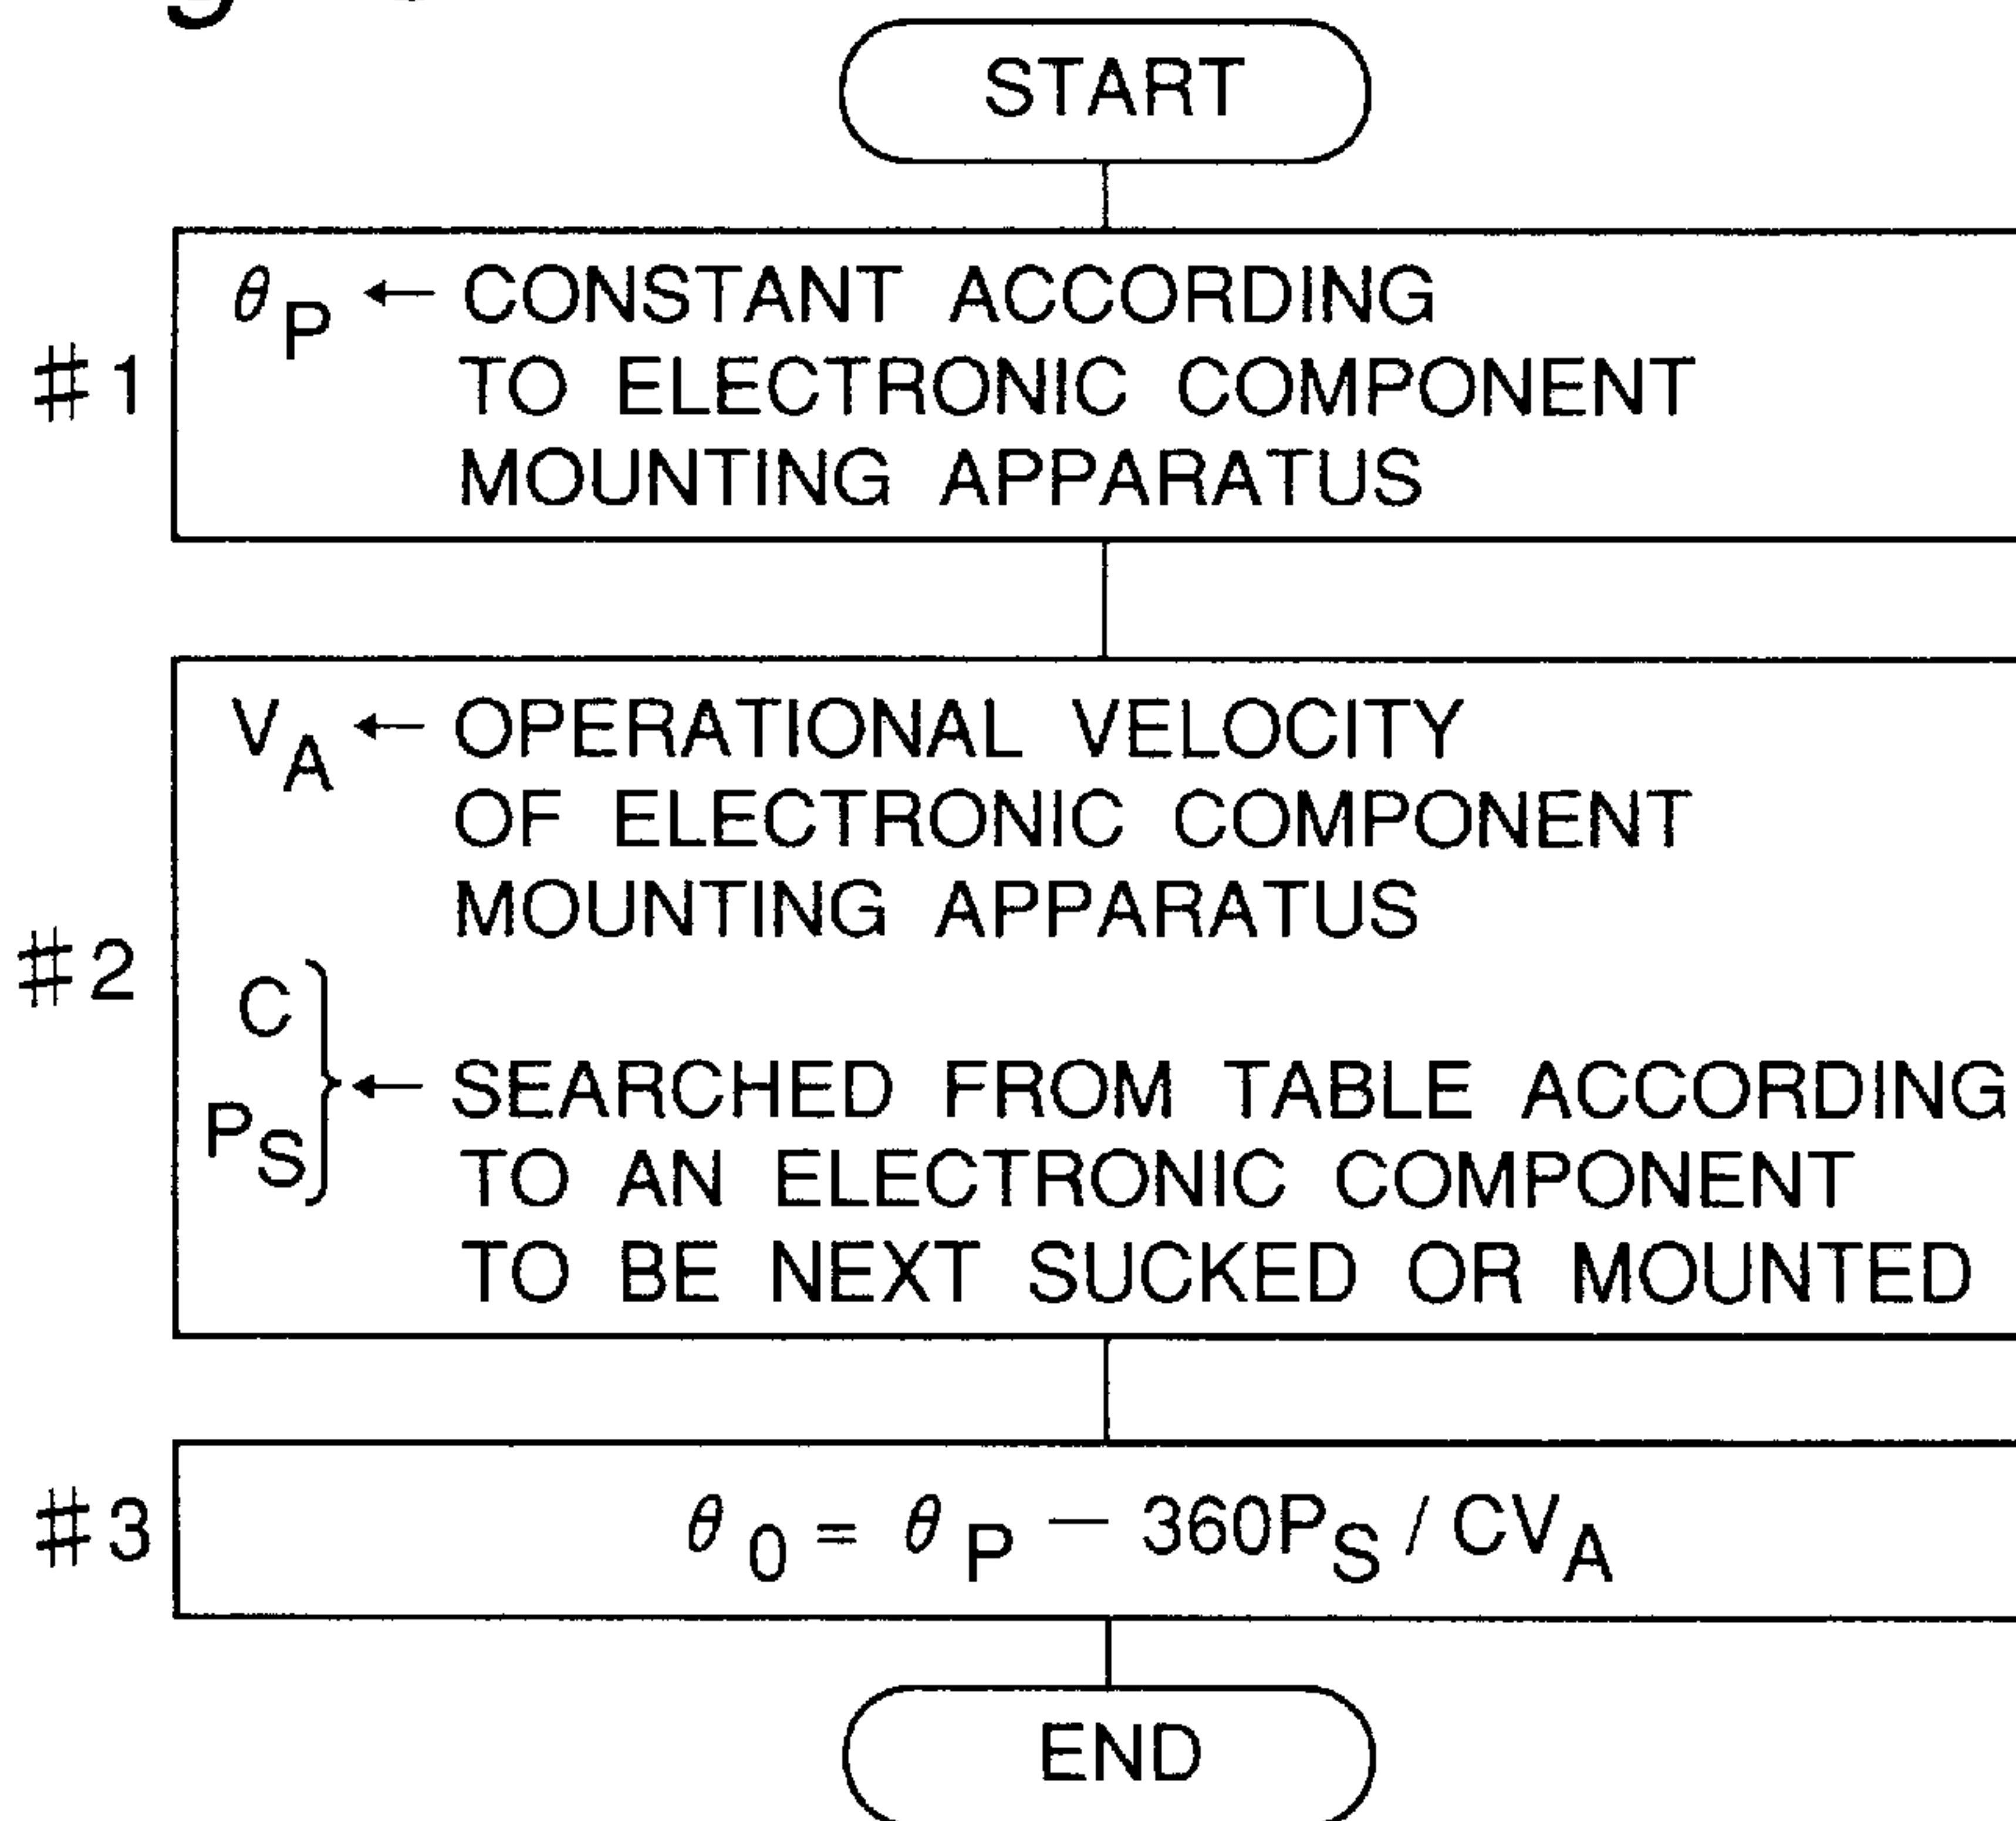 START
#1
θP ← CONSTANT ACCORDING
TO ELECTRONIC COMPONENT
MOUNTING APPARATUS
#2
VA ← OPERATIONAL VELOCITY
OF ELECTRONIC COMPONENT
MOUNTING APPARATUS
C
PS } ← SEARCHED FROM TABLE ACCORDING
TO AN ELECTRONIC COMPONENT
TO BE NEXT SUCKED OR MOUNTED
#3
θ0 = θP — 360PS / CVA
END